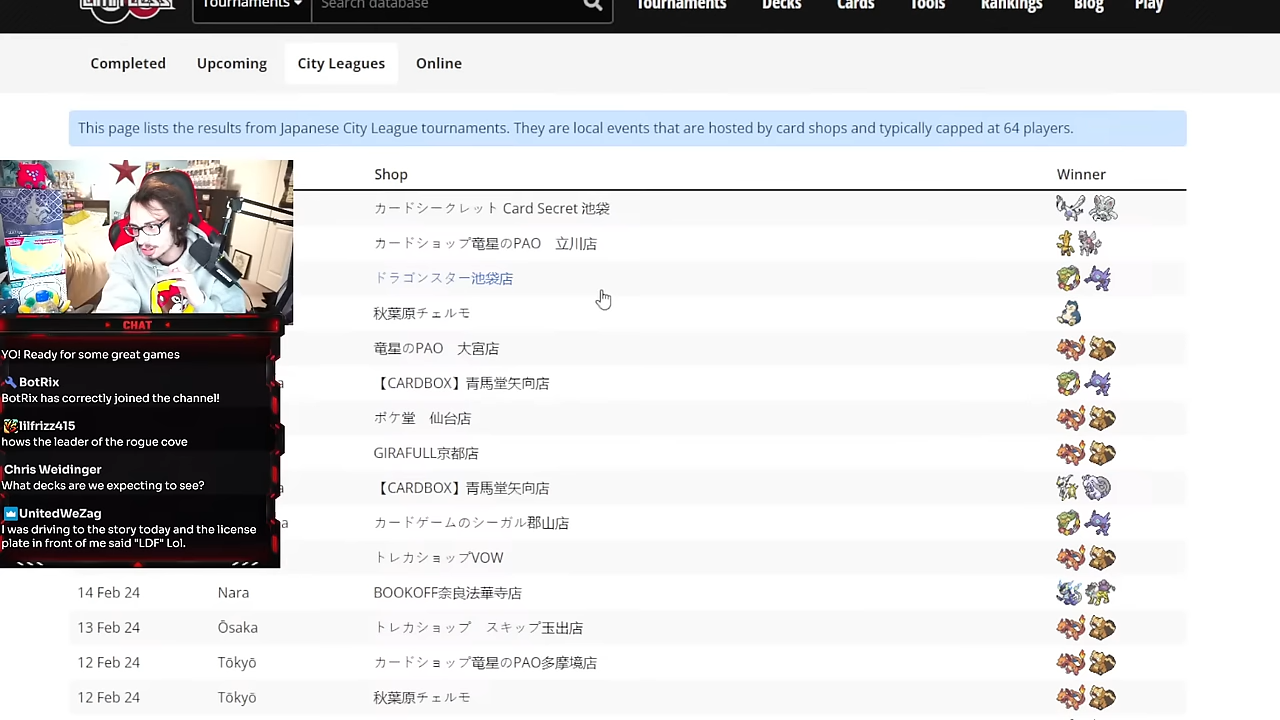 Tournaments
Search database
Tournaments
Decks
Cards
Tools
Rankings
Blog
Play
Completed
Upcoming
City Leagues
Online
This page lists the results from Japanese City League tournaments. They are local events that are hosted by card shops and typically capped at 64 players.
Shop
Winner
カードシークレット Card Secret 池袋
カードショップ竜星のPAO 立川店
ドラゴンスター池袋店
秋葉原チェルモ
竜星のPAO 大宮店
【CARDBOX】青馬堂矢向店
ポケ堂 仙台店
GIRAFULL京都店
【CARDBOX】青馬堂矢向店
カードゲームのシーガル郡山店
トレカショップVOW
14 Feb 24 Nara BOOKOFF奈良法華寺店
13 Feb 24 Ōsaka トレカショップ スキップ玉出店
12 Feb 24 Tōkyō カードショップ竜星のPAO多摩境店
12 Feb 24 Tōkyō 秋葉原チェルモ
CHAT
YO! Ready for some great games
BotRix
BotRix has correctly joined the channel!
lilfrizz415
hows the leader of the rogue cove
Chris Weidinger
What decks are we expecting to see?
UnitedWeZag
I was driving to the story today and the license
plate in front of me said "LDF" Lol.